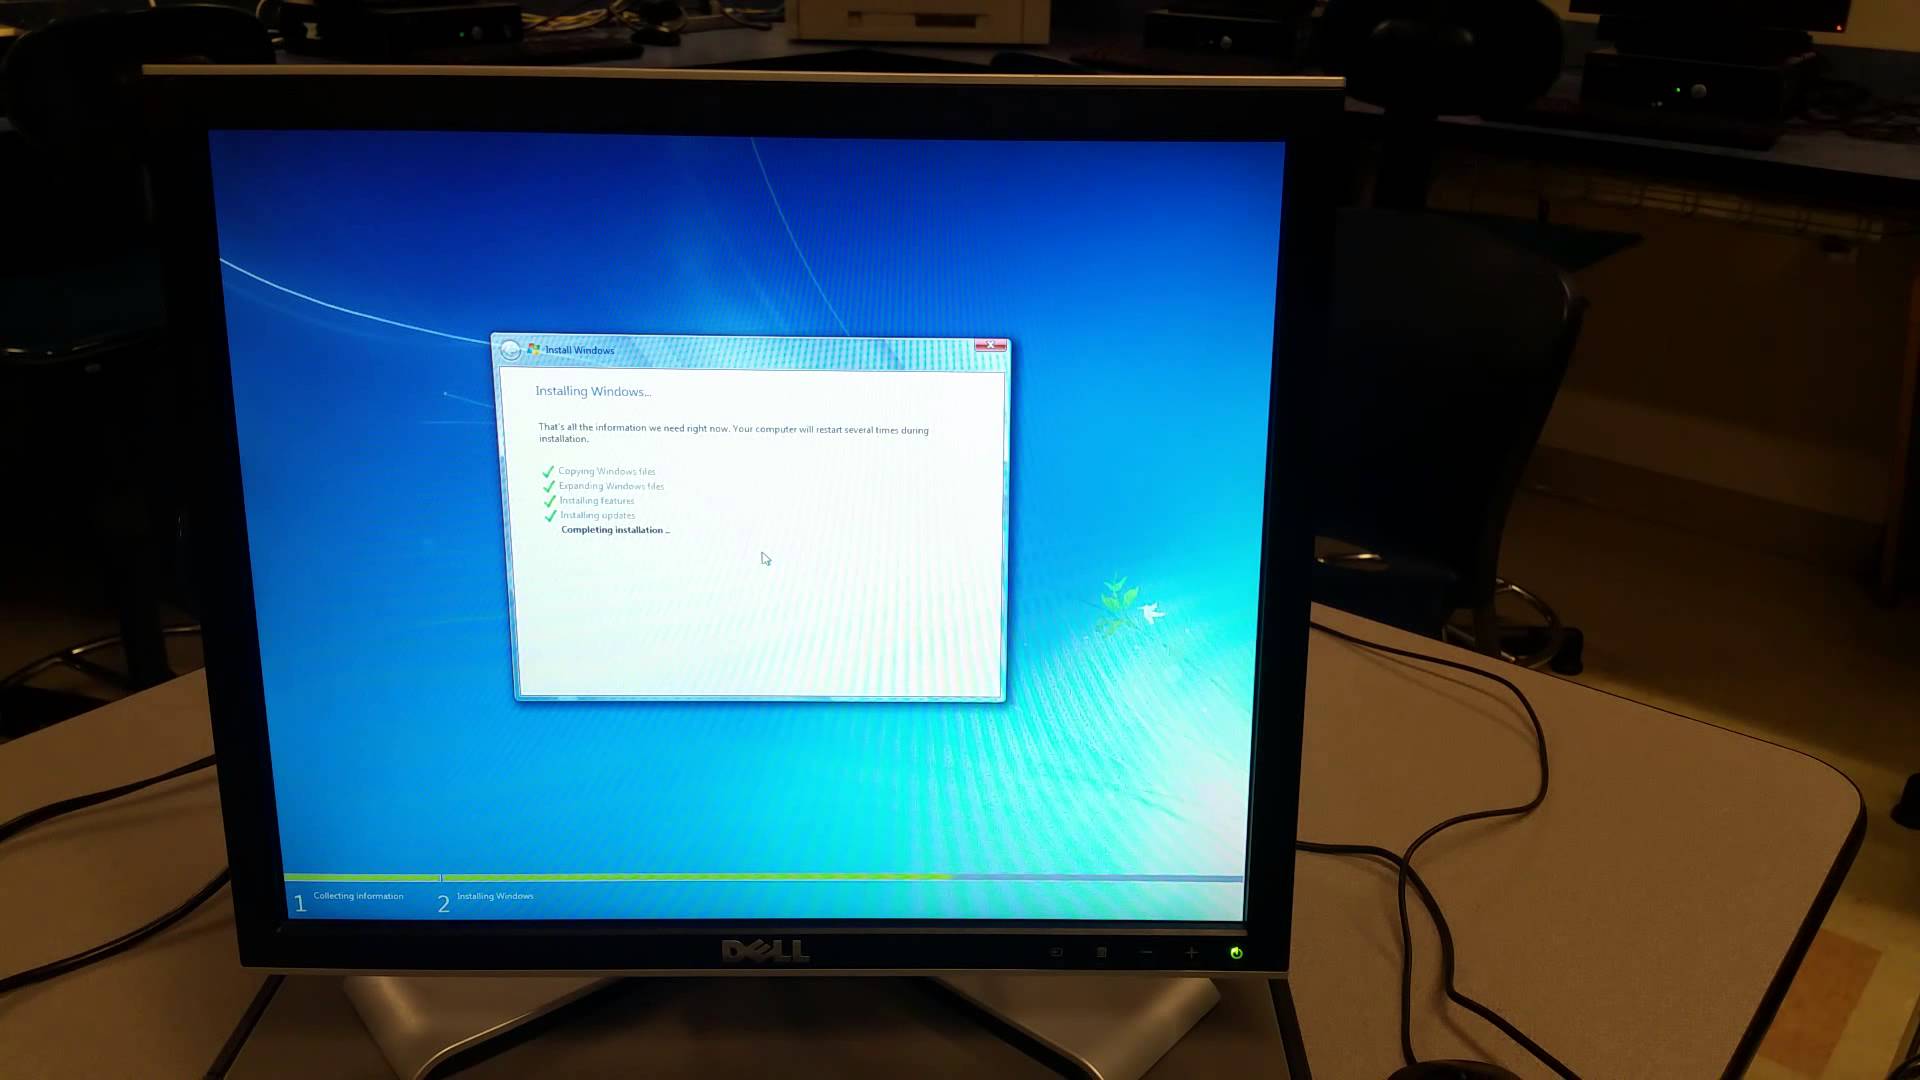 Install Windows
Installing Windows...
That's all the information we need right now. Your computer will restart several times during
installation.
Copying Windows files
Expanding Windows files
Installing features
Installing updates
Completing installation ...
1 Collecting information
2 Installing Windows
DELL